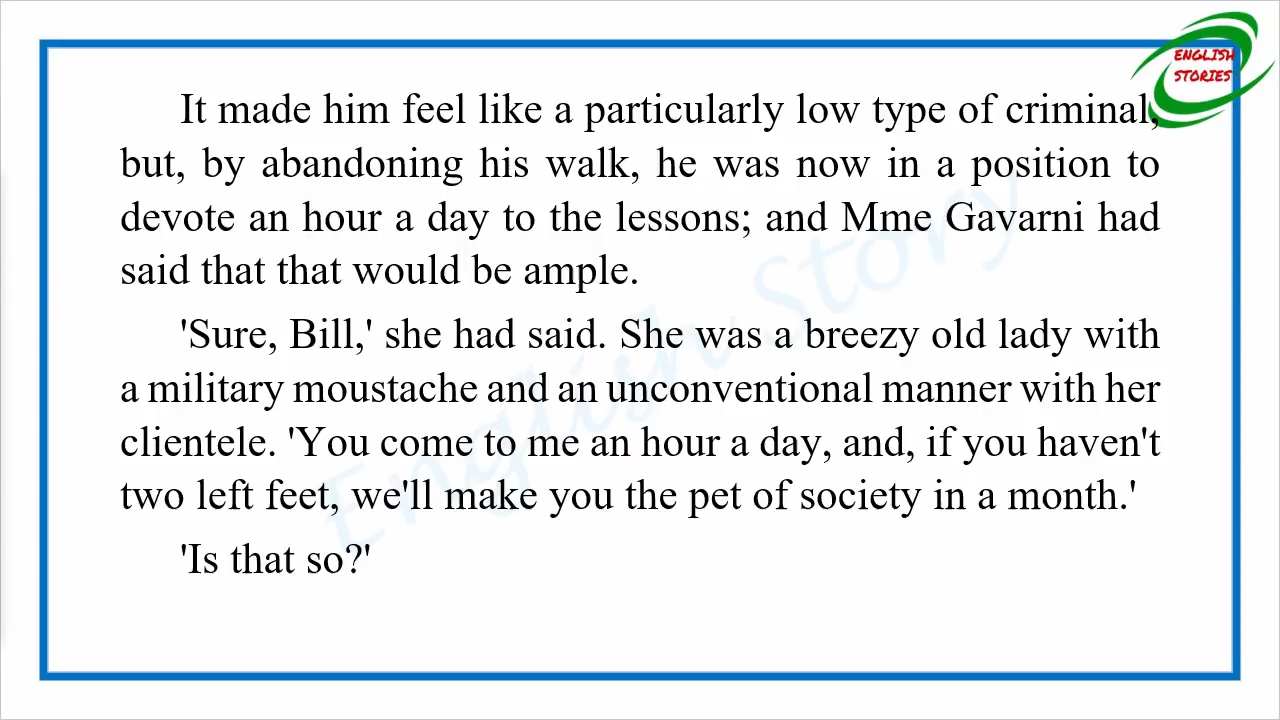 ENGLISH
STORIES
It made him feel like a particularly low type of criminal,
but, by abandoning his walk, he was now in a position to
devote an hour a day to the lessons; and Mme Gavarni had
said that that would be ample.
'Sure, Bill,' she had said. She was a breezy old lady with
a military moustache and an unconventional manner with her
clientele. 'You come to me an hour a day, and, if you haven't
two left feet, we'll make you the pet of society in a month.'
'Is that so?'
English Story